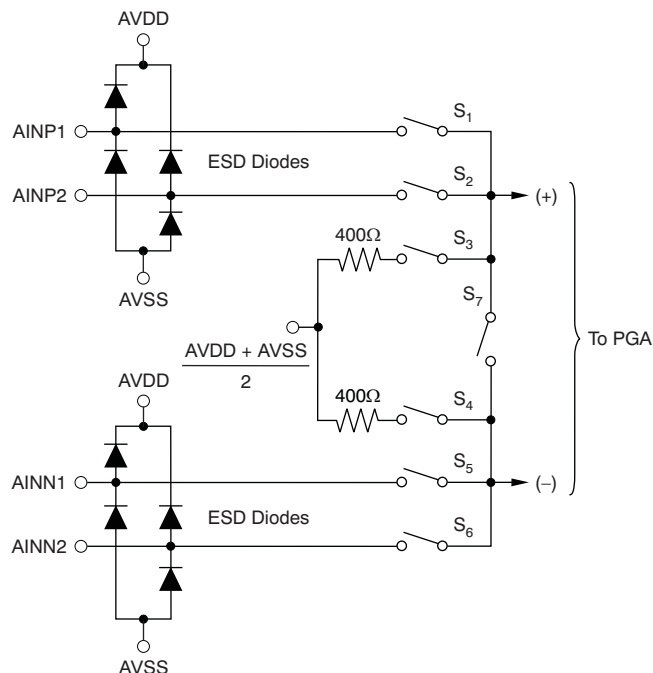 AVDD
AINP1
S1
ESD Diodes
AINP2
S2
(+)
400Ω
S3
AVSS
S7
AVDD + AVSS
2
To PGA
AVDD
400Ω
S4
AINN1
S5
(–)
ESD Diodes
AINN2
S6
AVSS